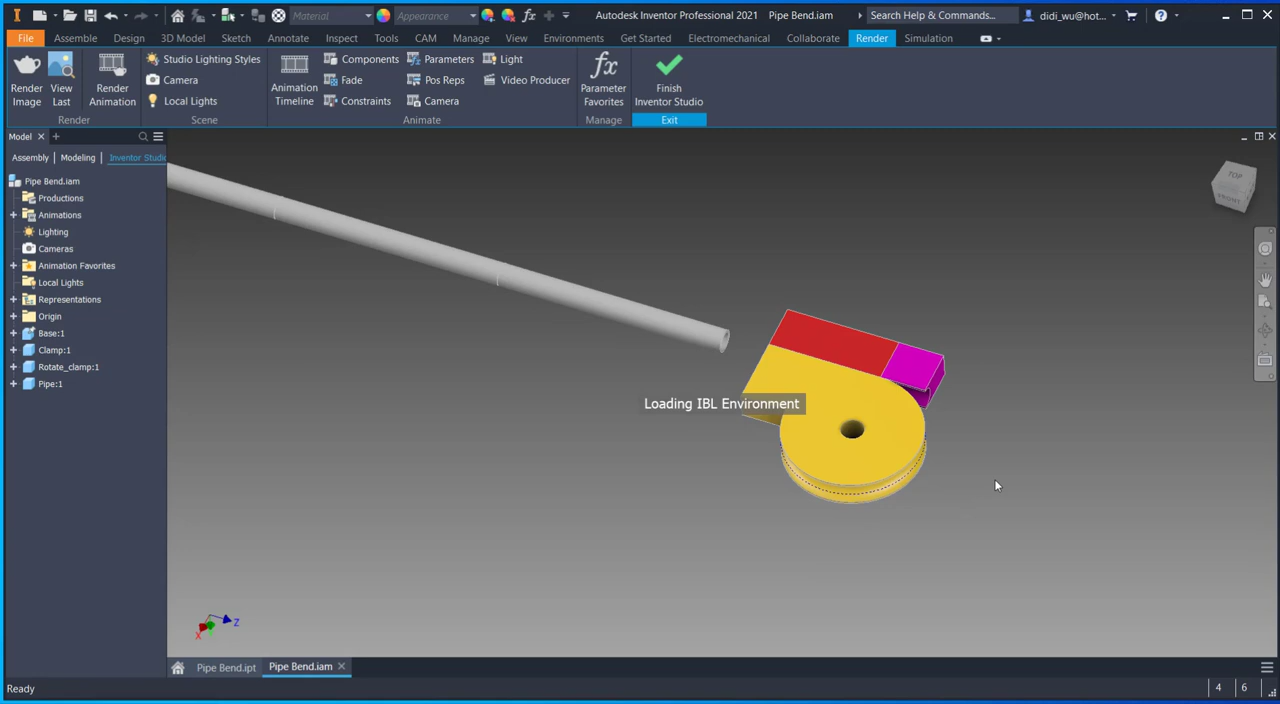 Material
Appearance
Autodesk Inventor Professional 2021 Pipe Bend.iam
Search Help & Commands...
didi_wu@hot...
File Assembly Design 3D Model Sketch Annotate Inspect Tools CAM Manage View Environments Get Started Electromechanical Collaborate Render Simulation
Render Image
View Last
Render Animation
Render
Studio Lighting Styles
Camera
Local Lights
Scene
Animation Timeline
Components
Fade
Constraints
Parameters
Pos Reps
Camera
Light
Video Producer
Animate
Parameter Favorites
Manage
Finish Inventor Studio
Exit
Model
Assembly Modeling Inventor Studio
Pipe Bend.iam
Productions
Animations
Lighting
Cameras
Animation Favorites
Local Lights
Representations
Origin
Base:1
Clamp:1
Rotate_clamp:1
Pipe:1
TOP
FRONT
Loading IBL Environment
X
Z
Pipe Bend.ipt Pipe Bend.iam
Ready
4 6